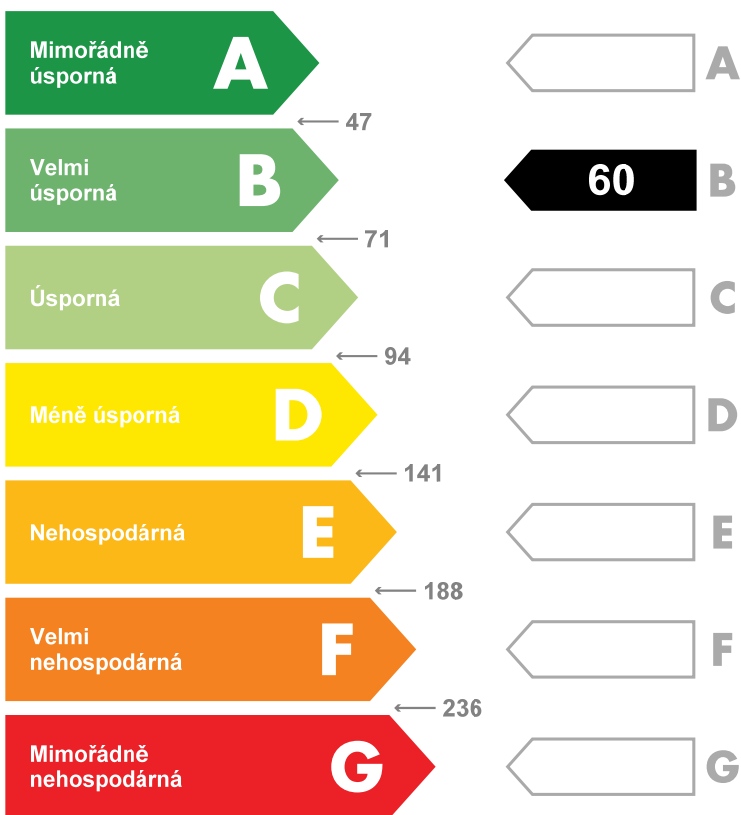 Mimořádně
úsporná
A
A
47
Velmi
úsporná
B
60
B
71
Úsporná
C
C
94
Méně úsporná
D
D
141
Nehospodárná
E
E
188
Velmi
nehospodárná
F
F
236
Mimořádně
nehospodárná
G
G